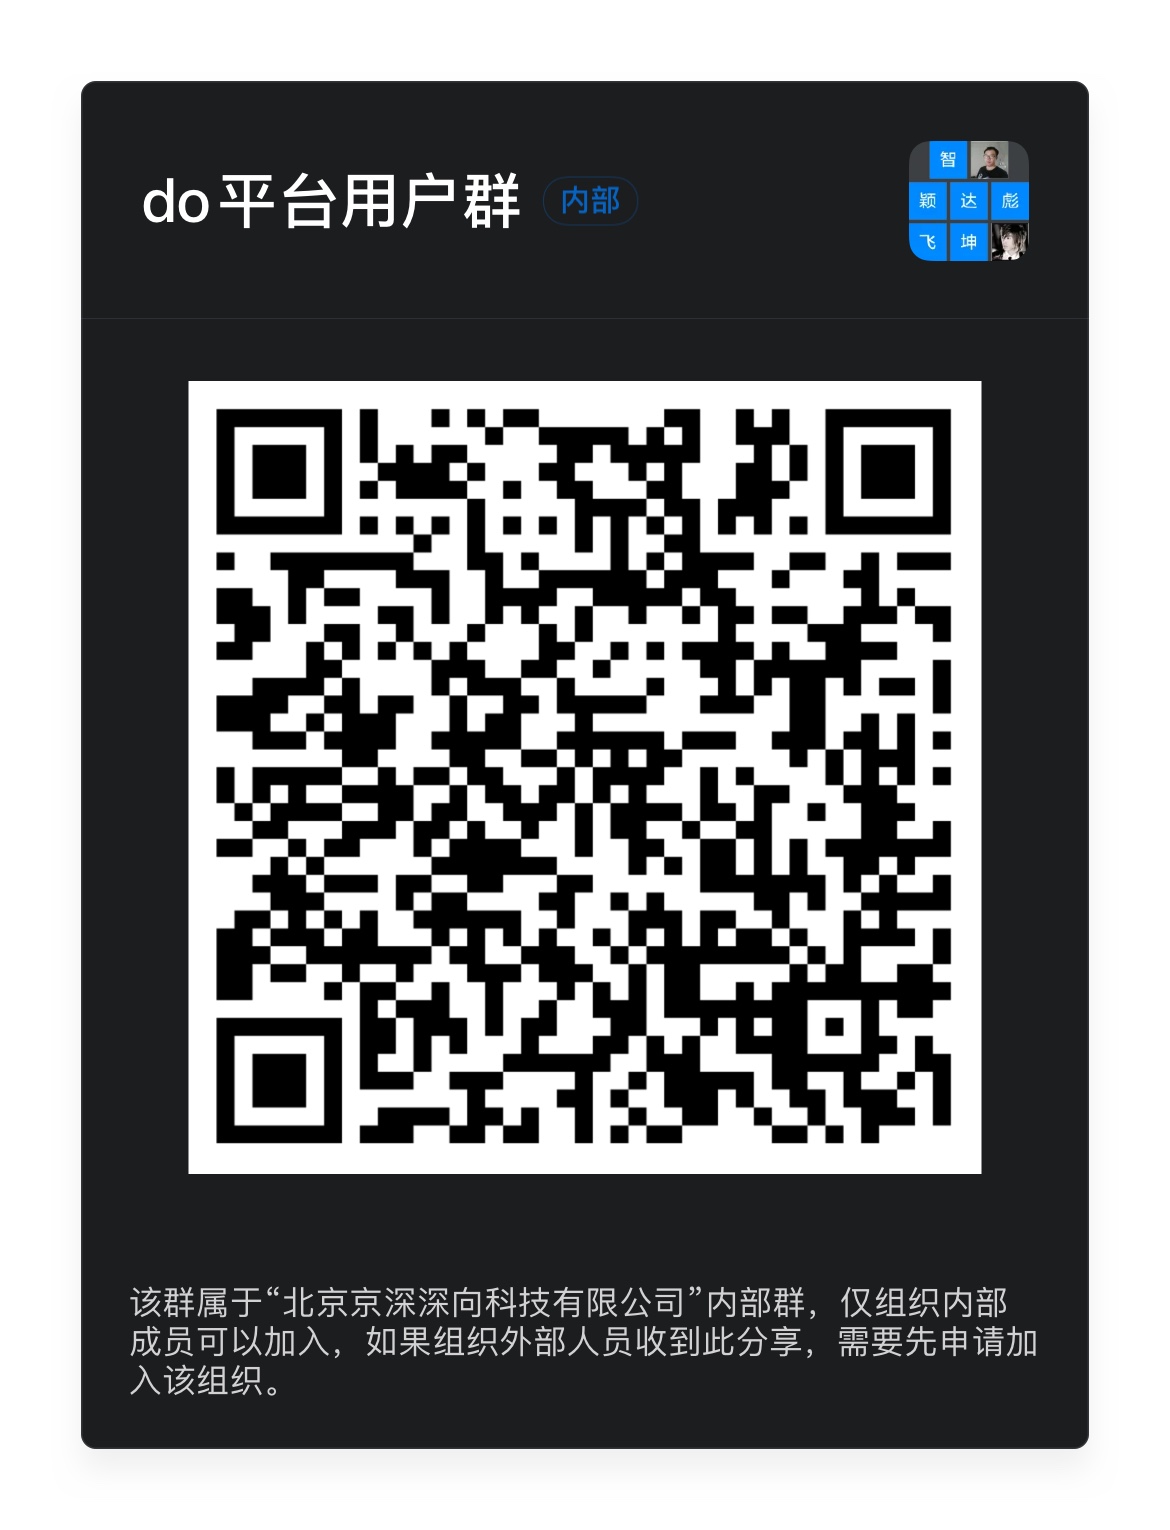 do平台用户群 内部
智
颖 达 彪
飞 坤
该群属于“北京京深深向科技有限公司”内部群，仅组织内部
成员可以加入，如果组织外部人员收到此分享，需要先申请加
入该组织。